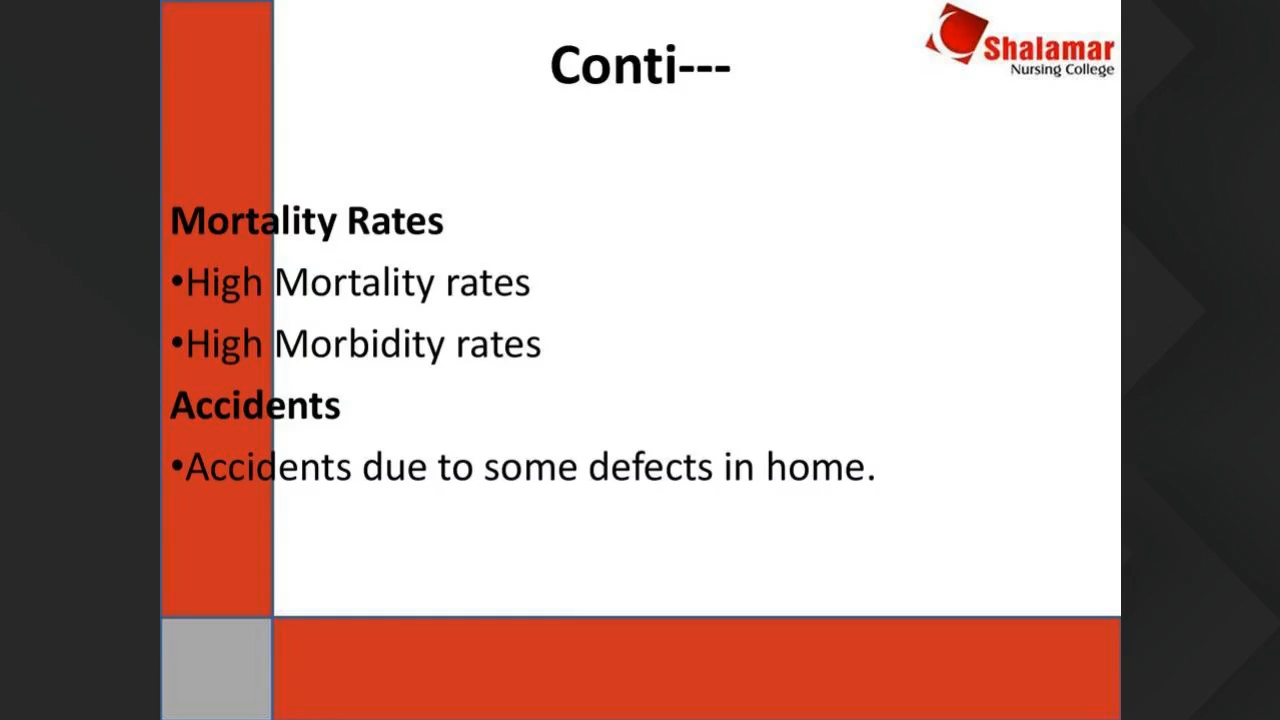 Conti---
Shalamar
Nursing College
Mortality Rates
•High Mortality rates
•High Morbidity rates
Accidents
•Accidents due to some defects in home.